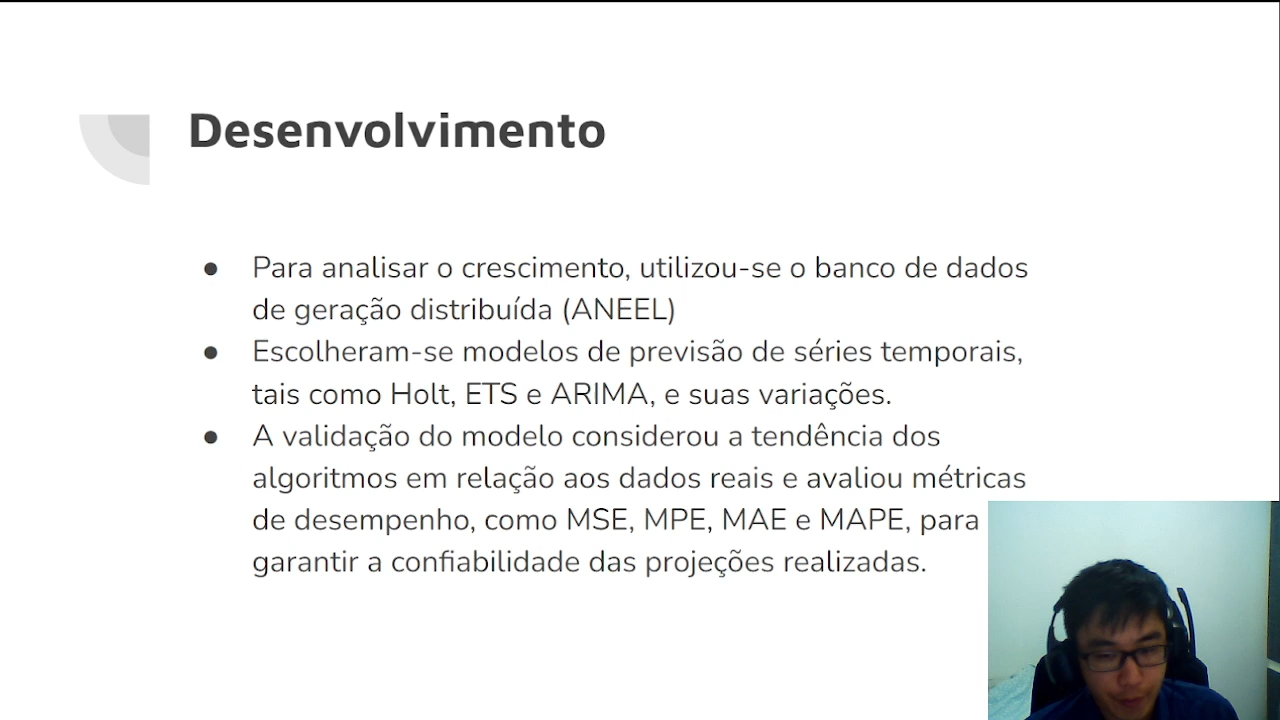 Desenvolvimento
● Para analisar o crescimento, utilizou-se o banco de dados
de geração distribuída (ANEEL)
● Escolheram-se modelos de previsão de séries temporais,
tais como Holt, ETS e ARIMA, e suas variações.
● A validação do modelo considerou a tendência dos
algoritmos em relação aos dados reais e avaliou métricas
de desempenho, como MSE, MPE, MAE e MAPE, para
garantir a confiabilidade das projeções realizadas.